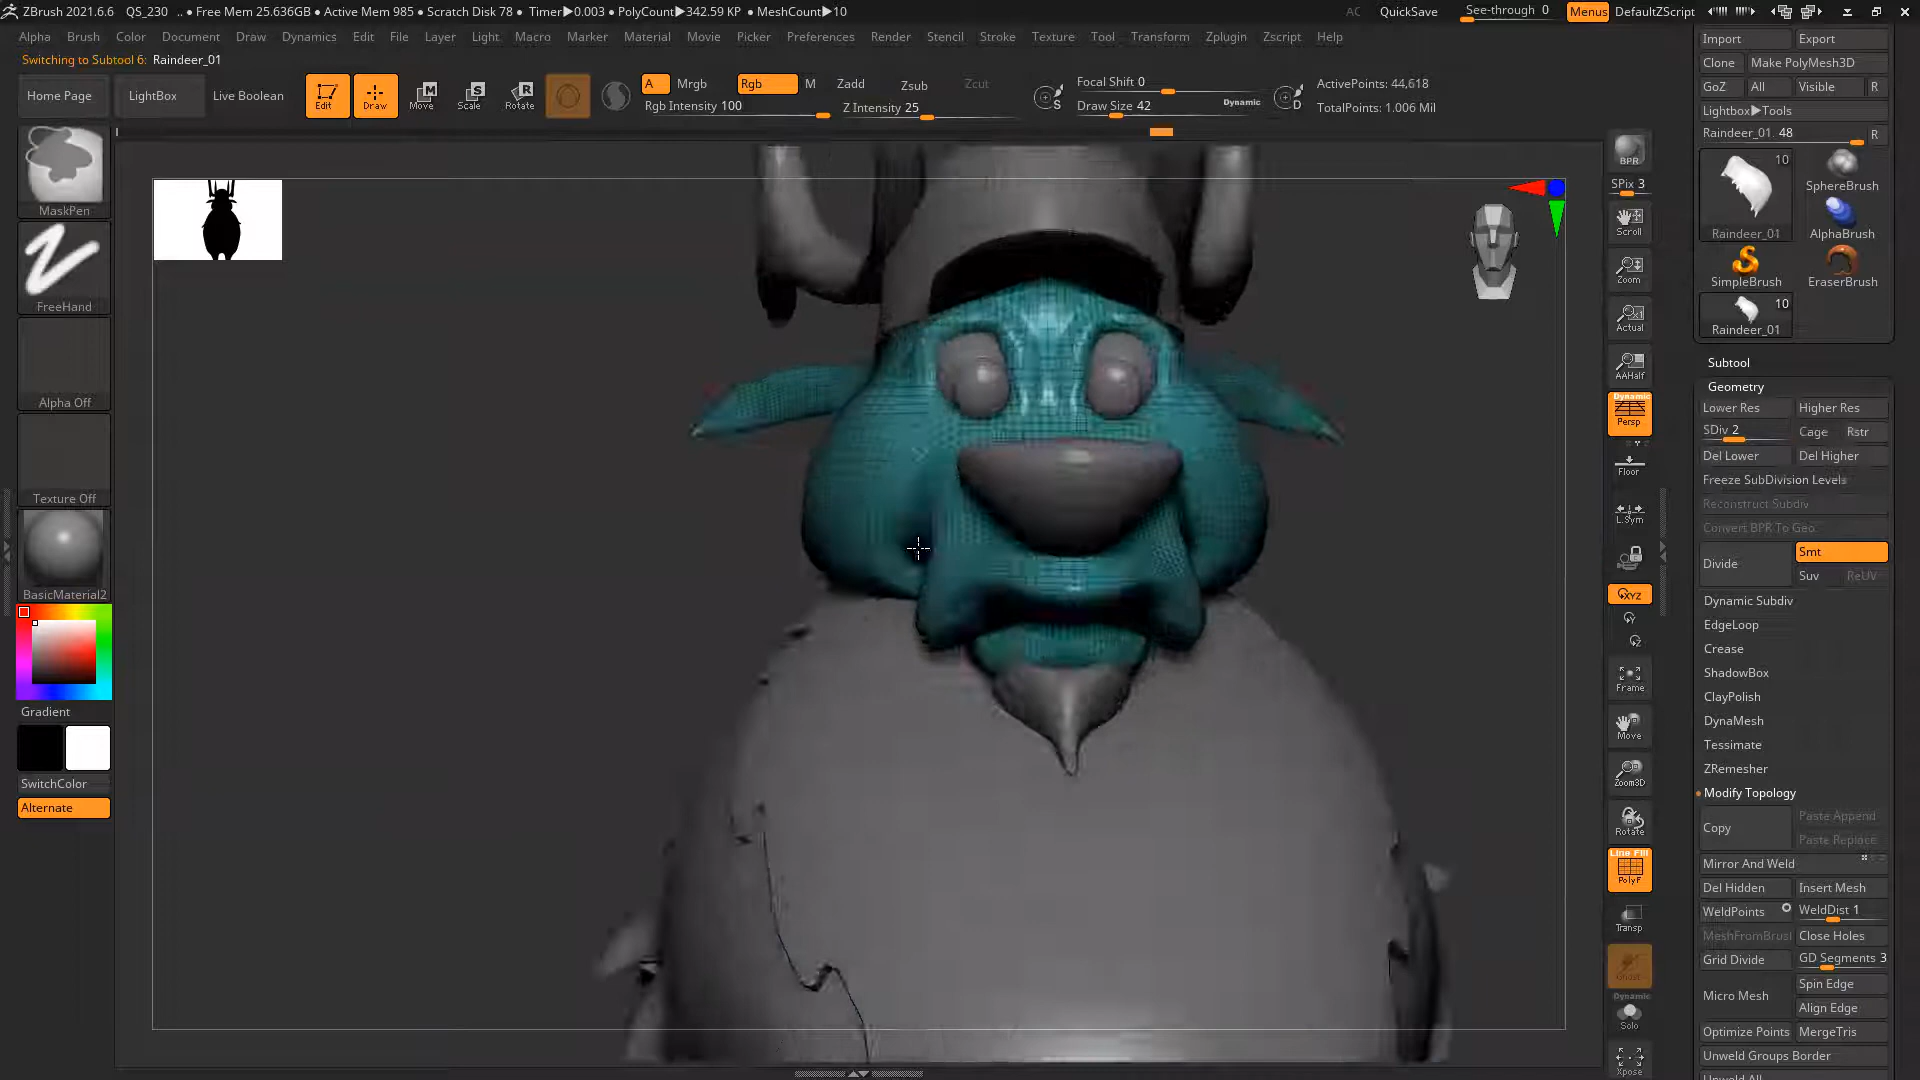 ZBrush 2021.6.6 QS_230 .. ● Free Mem 25.636GB ● Active Mem 985 ● Scratch Disk 78 ● Timer▶0.003 ● PolyCount▶342.59 KP ● MeshCount▶10 AC QuickSave See-through 0 Menus DefaultZScript
Alpha Brush Color Document Draw Dynamics Edit File Layer Light Macro Marker Material Movie Picker Preferences Render Stencil Stroke Texture Tool Transform Zplugin Zscript Help
Switching to Subtool 6: Raindeer_01
Home Page LightBox Live Boolean Edit Draw Move Scale Rotate
A Mrgb Rgb M Zadd Zsub Zcut
Rgb Intensity 100 Z Intensity 25
S Focal Shift 0
Draw Size 42 Dynamic D
ActivePoints: 44,618
TotalPoints: 1.006 Mil
MaskPen
FreeHand
Alpha Off
Texture Off
BasicMaterial2
Gradient
SwitchColor
Alternate
BPR
SPix 3
Scroll
Zoom
Actual
AAHalf
Dynamic
Persp
Floor
L.Sym
XYZ
Frame
Move
Zoom3D
Rotate
Line Fill
PolyF
Transp
Ghost
Dynamic
Solo
Xpose
Import Export
Clone Make PolyMesh3D
GoZ All Visible R
Lightbox▶Tools
Raindeer_01. 48 R
10
Raindeer_01
SphereBrush
AlphaBrush
SimpleBrush
EraserBrush
10
Raindeer_01
Subtool
Geometry
Lower Res Higher Res
SDiv 2 Cage Rstr
Del Lower Del Higher
Freeze SubDivision Levels
Reconstruct Subdiv
Convert BPR To Geo
Divide Smt
Suv ReUV
Dynamic Subdiv
EdgeLoop
Crease
ShadowBox
ClayPolish
DynaMesh
Tessimate
ZRemesher
Modify Topology
Copy Paste Append
Paste Replace
Mirror And Weld
Del Hidden Insert Mesh
WeldPoints WeldDist 1
MeshFromBrus Close Holes
Grid Divide GD Segments 3
Micro Mesh Spin Edge
Align Edge
Optimize Points MergeTris
Unweld Groups Border
Unweld All